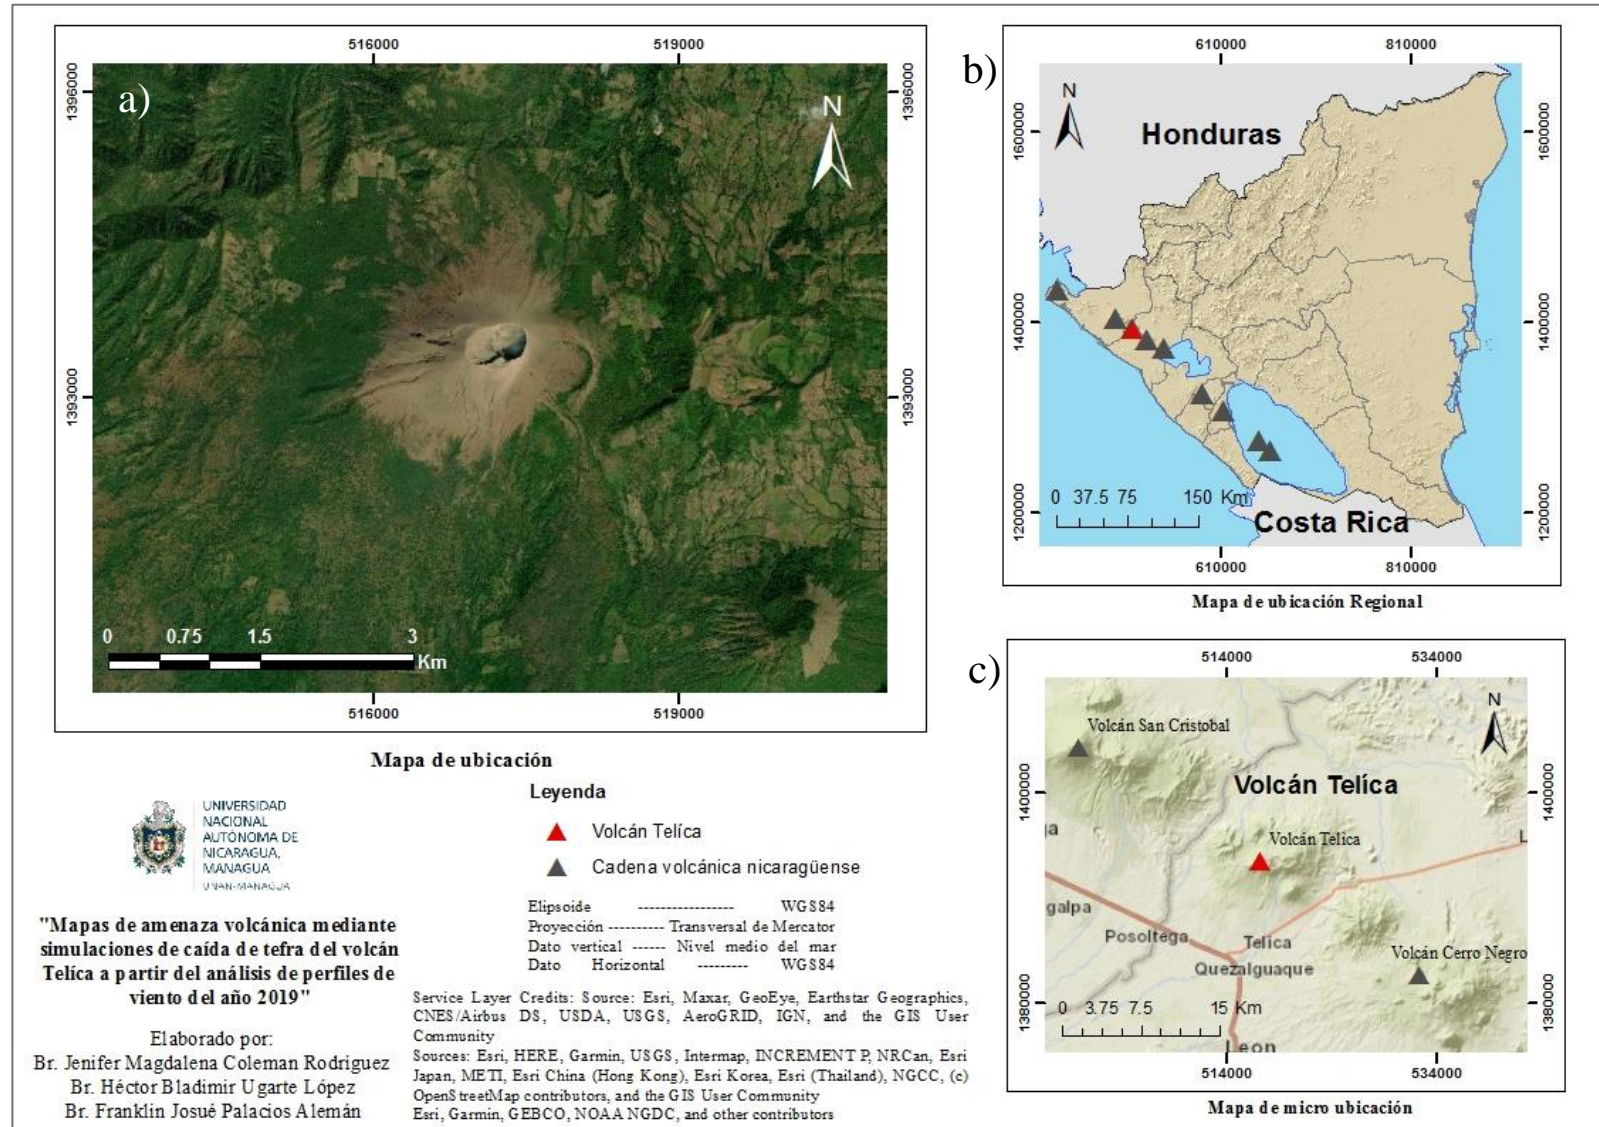 516000 519000
1396000 1396000
a)
N
1393000 1393000
0 0.75 1.5 3
Km
516000 519000
Mapa de ubicación
b)
610000 810000
N
Honduras
1600000 1600000
1400000 1400000
0 37.5 75 150 Km
Costa Rica
1200000 1200000
610000 810000
Mapa de ubicación Regional
c)
514000 534000
N
Volcán San Cristobal
Volcán Telíca
1400000 1400000
ja
Volcán Telica
L
galpa
Posoltega
Telica
Quezalguaque
Volcán Cerro Negro
0 3.75 7.5 15 Km
1380000 1380000
Leon
514000 534000
Mapa de micro ubicación
UNIVERSIDAD
NACIONAL
AUTÓNOMA DE
NICARAGUA,
MANAGUA
UNAN-MANAGUA
Leyenda
Volcán Telíca
Cadena volcánica nicaragüense
Elipsoide ----------------- WGS84
Proyección ---------- Transversal de Mercator
Dato vertical ------ Nivel medio del mar
Dato Horizontal --------- WGS84
"Mapas de amenaza volcánica mediante
simulaciones de caída de tefra del volcán
Telíca a partir del análisis de perfiles de
viento del año 2019"
Elaborado por:
Br. Jenifer Magdalena Coleman Rodriguez
Br. Héctor Bladimir Ugarte López
Br. Franklin Josué Palacios Alemán
Service Layer Credits: Source: Esri, Maxar, GeoEye, Earthstar Geographics,
CNES/Airbus DS, USDA, USGS, AeroGRID, IGN, and the GIS User
Community
Sources: Esri, HERE, Garmin, USGS, Intermap, INCREMENT P, NRCan, Esri
Japan, METI, Esri China (Hong Kong), Esri Korea, Esri (Thailand), NGCC, (c)
OpenStreetMap contributors, and the GIS User Community
Esri, Garmin, GEBCO, NOAA NGDC, and other contributors